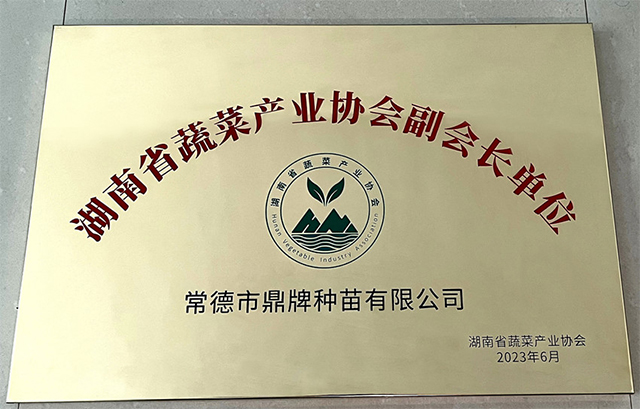 湖南省蔬菜产业协会副会长单位
湖南省蔬菜产业协会
Hunan Vegetable Industry Association
常德市鼎牌种苗有限公司
湖南省蔬菜产业协会
2023年6月